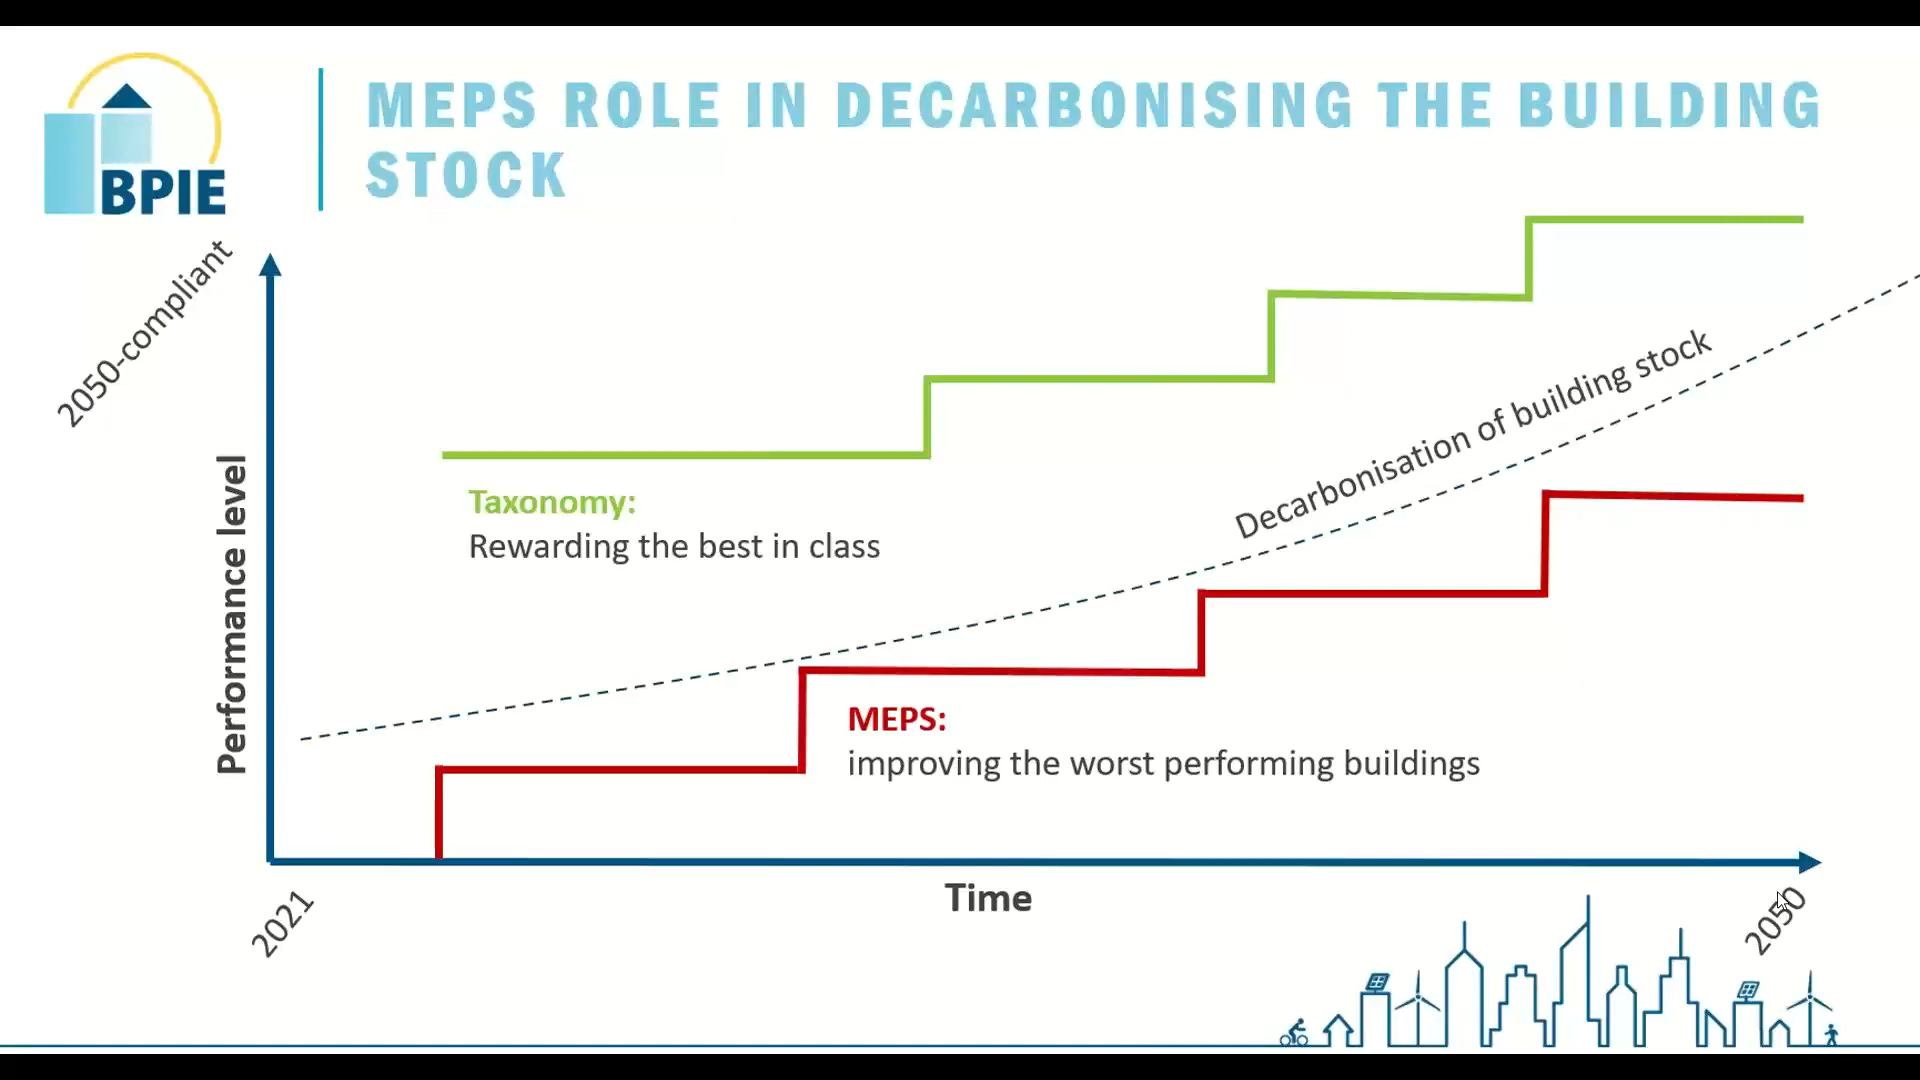 BPIE
MEPS ROLE IN DECARBONISING THE BUILDING
STOCK
2050-compliant
Performance level
Taxonomy:
Rewarding the best in class
Decarbonisation of building stock
MEPS:
improving the worst performing buildings
2021
Time
2050